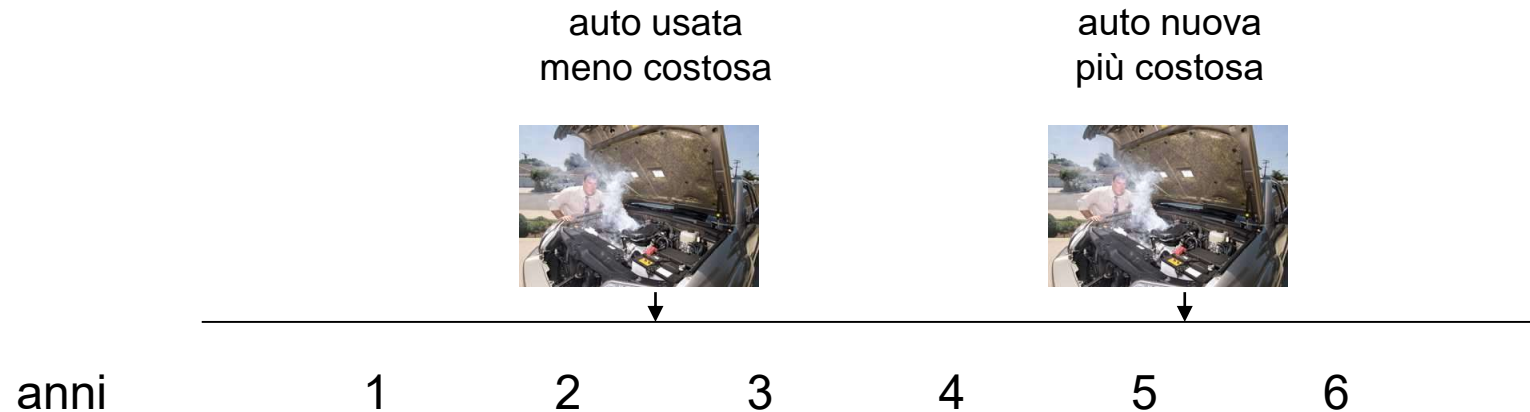 auto usata
meno costosa
auto nuova
più costosa
anni 1 2 3 4 5 6